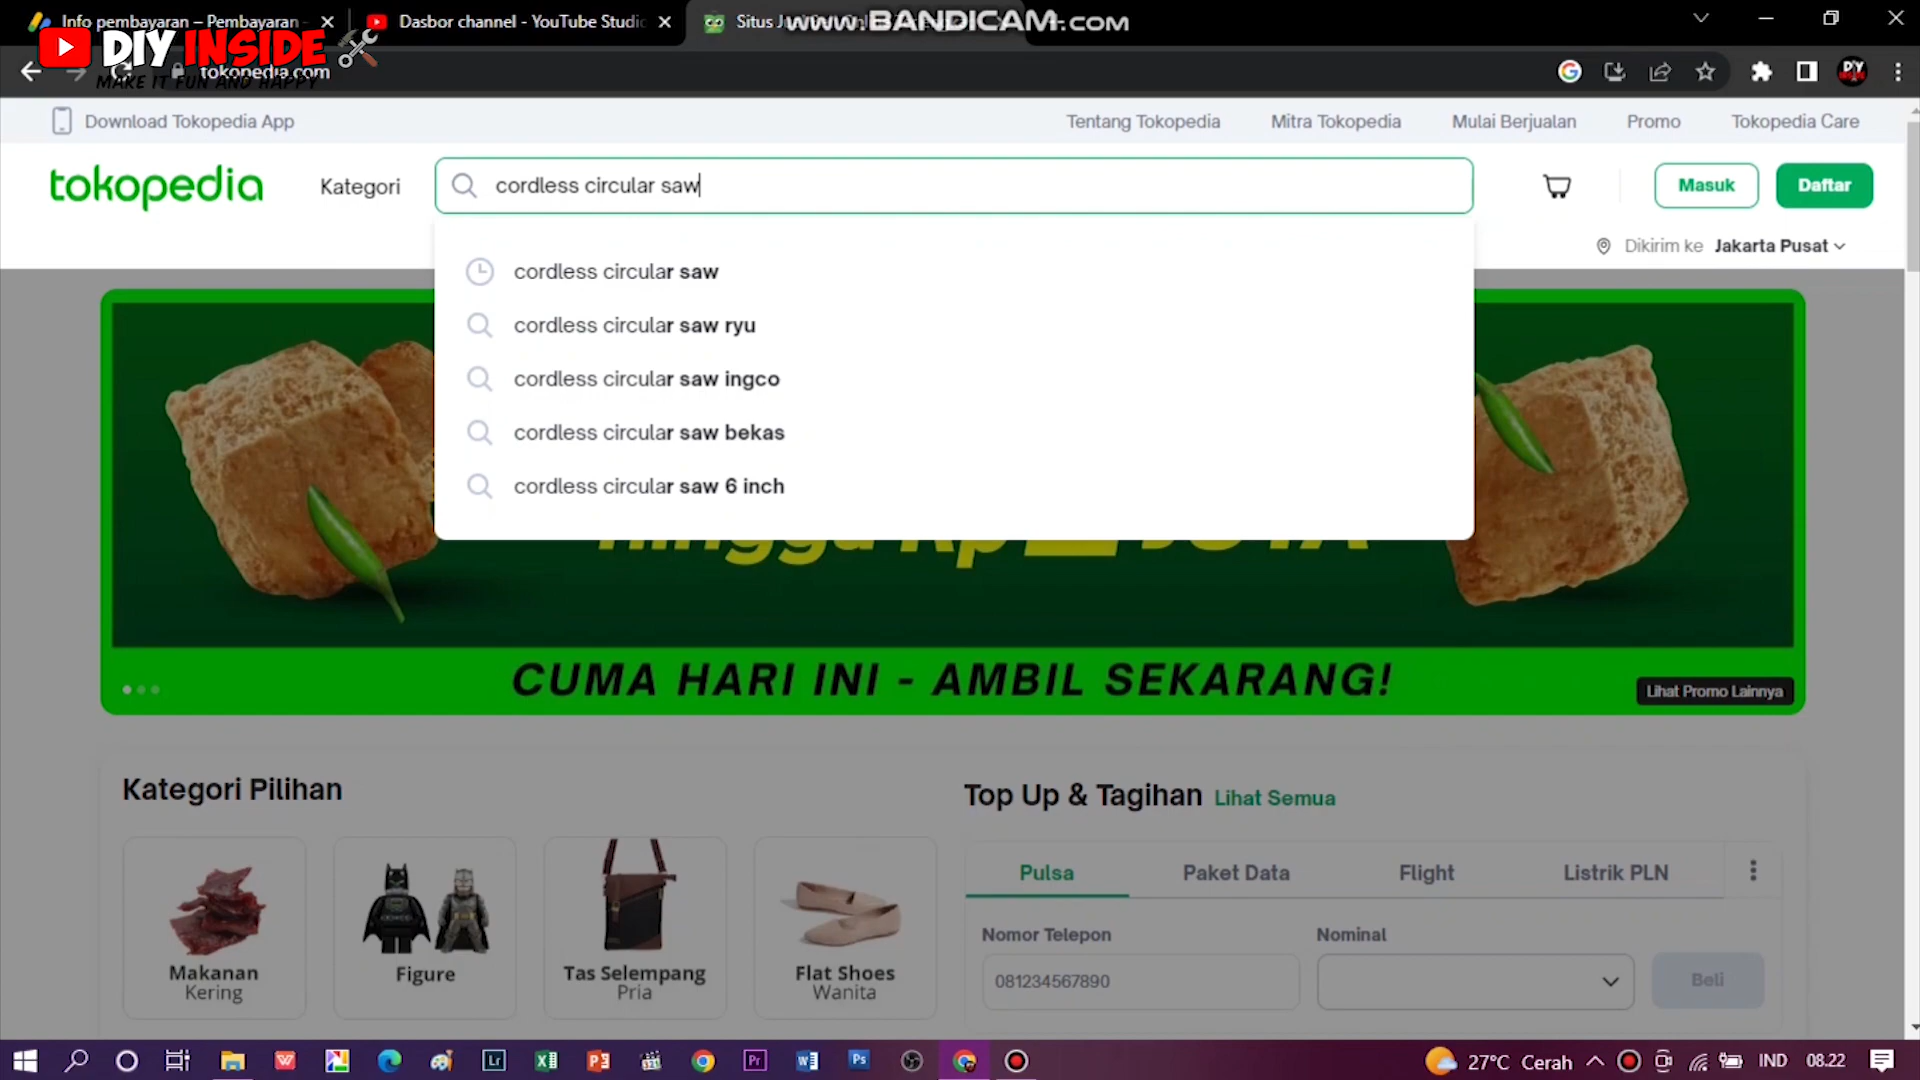 Info pembayaran – Pembayaran
Dasbor channel - YouTube Studio
Situs Ju
www.BANDICAM.com
DIY INSIDE
MAKE IT FUN AND HAPPY
tokopedia.com
Download Tokopedia App
Tentang Tokopedia
Mitra Tokopedia
Mulai Berjualan
Promo
Tokopedia Care
tokopedia
Kategori
cordless circular saw
Masuk
Daftar
Dikirim ke Jakarta Pusat
cordless circular saw
cordless circular saw ryu
cordless circular saw ingco
cordless circular saw bekas
cordless circular saw 6 inch
hingga Rp
JUTA
CUMA HARI INI - AMBIL SEKARANG!
Lihat Promo Lainnya
Kategori Pilihan
Top Up & Tagihan Lihat Semua
Pulsa
Paket Data
Flight
Listrik PLN
Nomor Telepon
Nominal
081234567890
Beli
Makanan
Kering
Figure
Tas Selempang
Pria
Flat Shoes
Wanita
27°C Cerah
IND
08.22